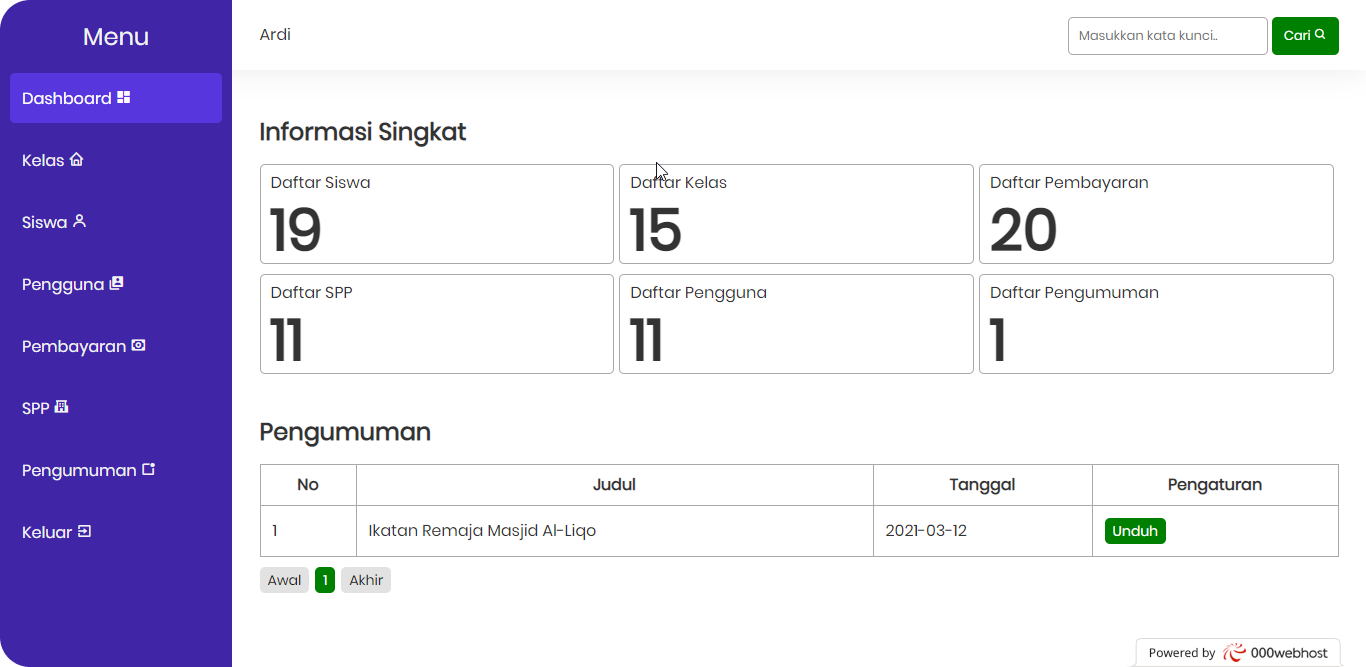 Menu
Dashboard
Kelas
Siswa
Pengguna
Pembayaran
SPP
Pengumuman
Keluar
Ardi
Masukkan kata kunci..
Cari
Informasi Singkat
Daftar Siswa
19
Daftar Kelas
15
Daftar Pembayaran
20
Daftar SPP
11
Daftar Pengguna
11
Daftar Pengumuman
1
Pengumuman
No Judul Tanggal Pengaturan
1 Ikatan Remaja Masjid Al-Liqo 2021-03-12 Unduh
Awal 1 Akhir
Powered by 000webhost